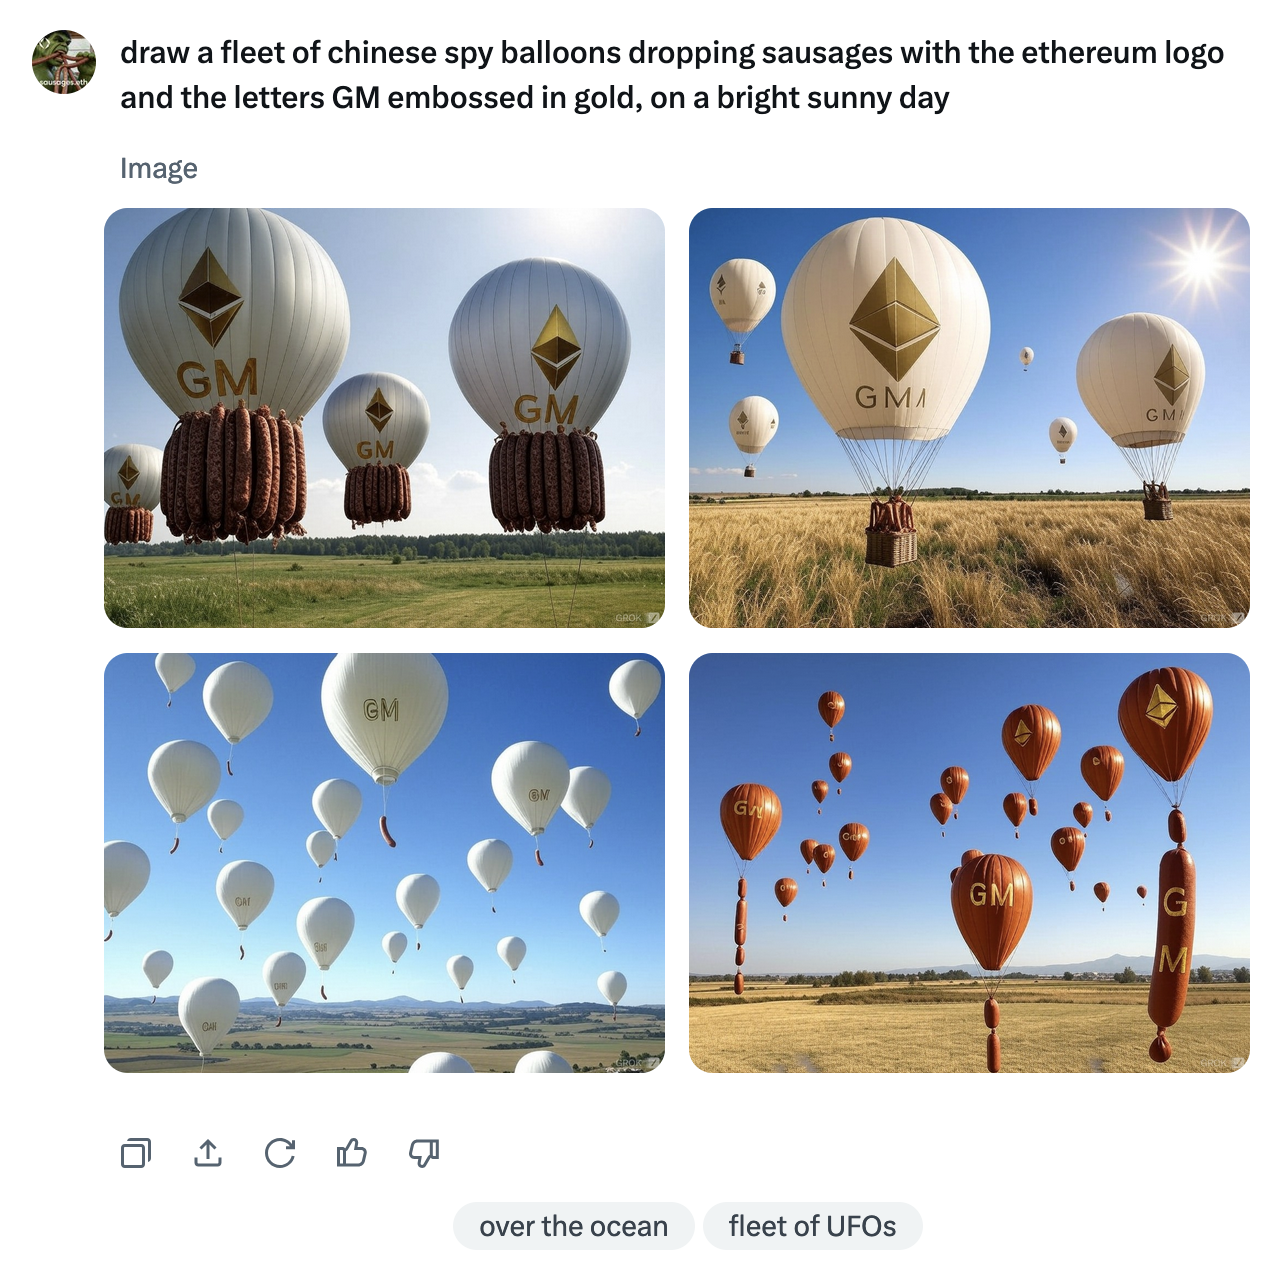 sausages.eth
draw a fleet of chinese spy balloons dropping sausages with the ethereum logo
and the letters GM embossed in gold, on a bright sunny day
Image
GM
GM
GM
GM
GROK
GM
GM
GROK
GM
GM
GROK
GM
G
M
GROK
over the ocean
fleet of UFOs